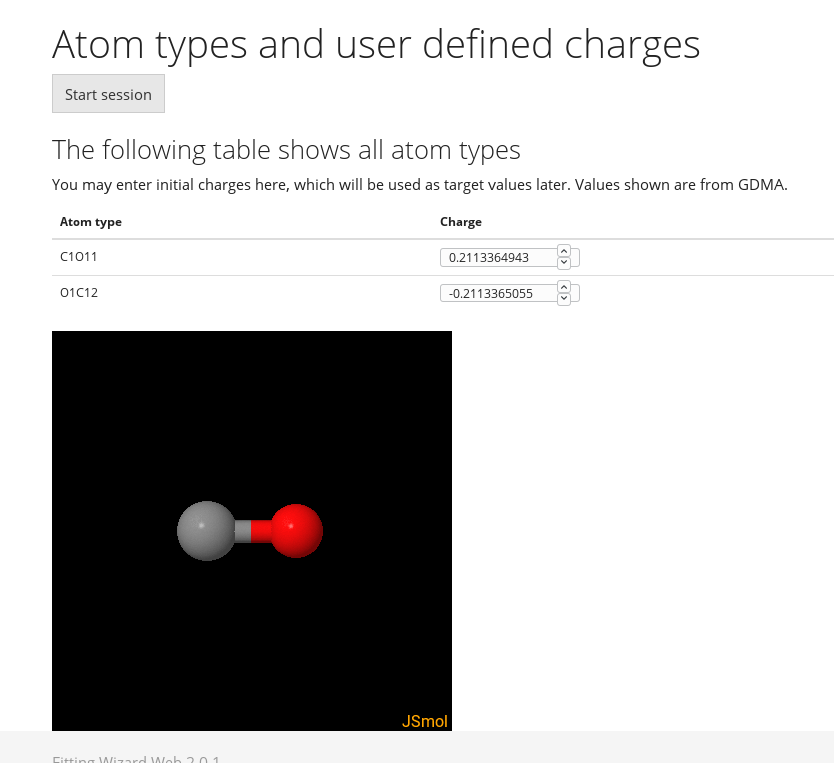 Atom types and user defined charges
Start session
The following table shows all atom types
You may enter initial charges here, which will be used as target values later. Values shown are from GDMA.
Atom type Charge
C1O11 0.2113364943
O1C12 -0.2113365055
JSmol
Fitting Wizard Web 2.0.1